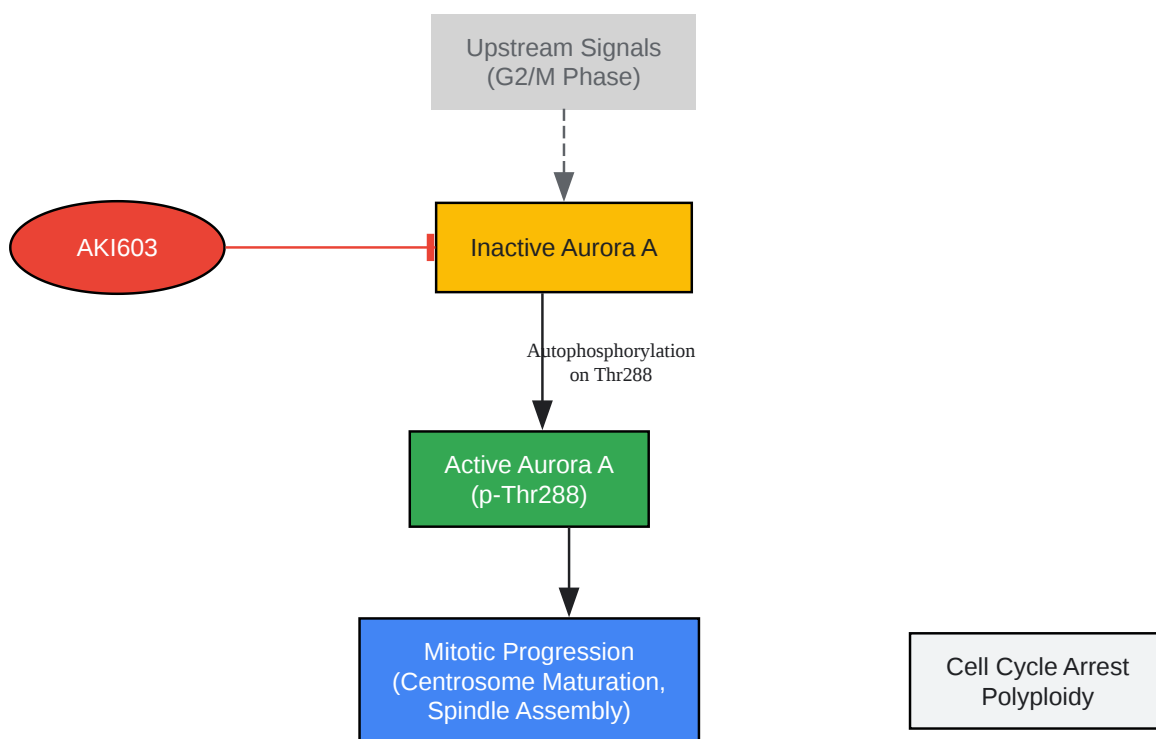 Upstream Signals
(G2/M Phase)
AKI603
Inactive Aurora A
Autophosphorylation
on Thr288
Active Aurora A
(p-Thr288)
Mitotic Progression
(Centrosome Maturation,
Spindle Assembly)
Cell Cycle Arrest
Polyploidy